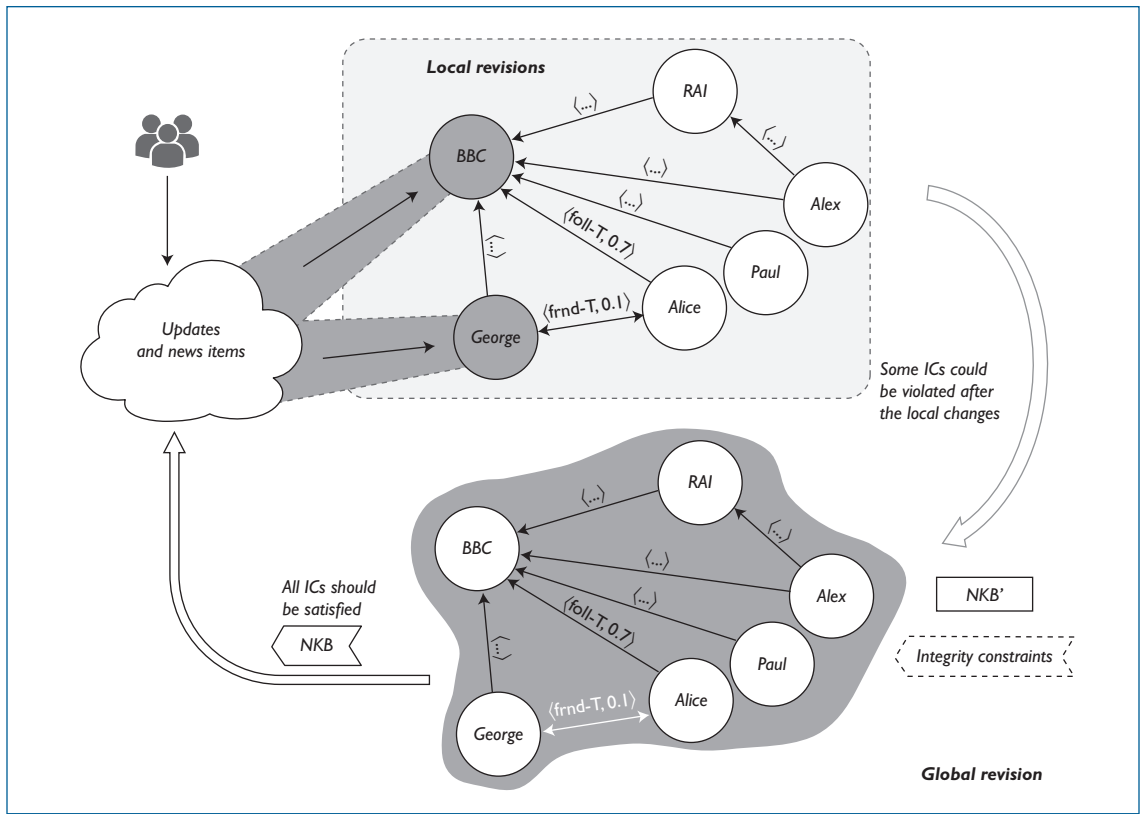 Local revisions
RAI
⟨...⟩
BBC
⟨...⟩
⟨...⟩
Alex
⟨...⟩
⟨foll-T, 0.7⟩
Paul
⟨...⟩
Alice
⟨frnd-T, 0.1⟩
George
Updates
and news items
Some ICs could
be violated after
the local changes
RAI
⟨...⟩
⟨...⟩
BBC
⟨...⟩
Alex
⟨...⟩
⟨foll-T, 0.7⟩
Paul
⟨...⟩
Alice
⟨frnd-T, 0.1⟩
George
All ICs should
be satisfied
NKB
NKB’
Integrity constraints
Global revision